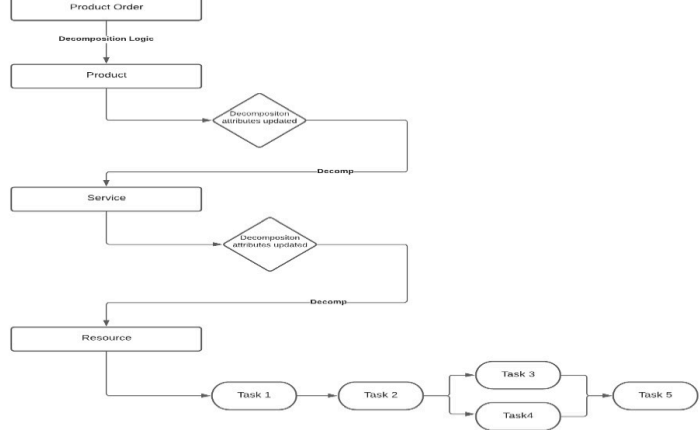 Product Order
Decomposition Logic
Product
Decompositon
attributes updated
Decomp
Service
Decompositon
attributes updated
Decomp
Resource
Task 1
Task 2
Task 3
Task4
Task 5